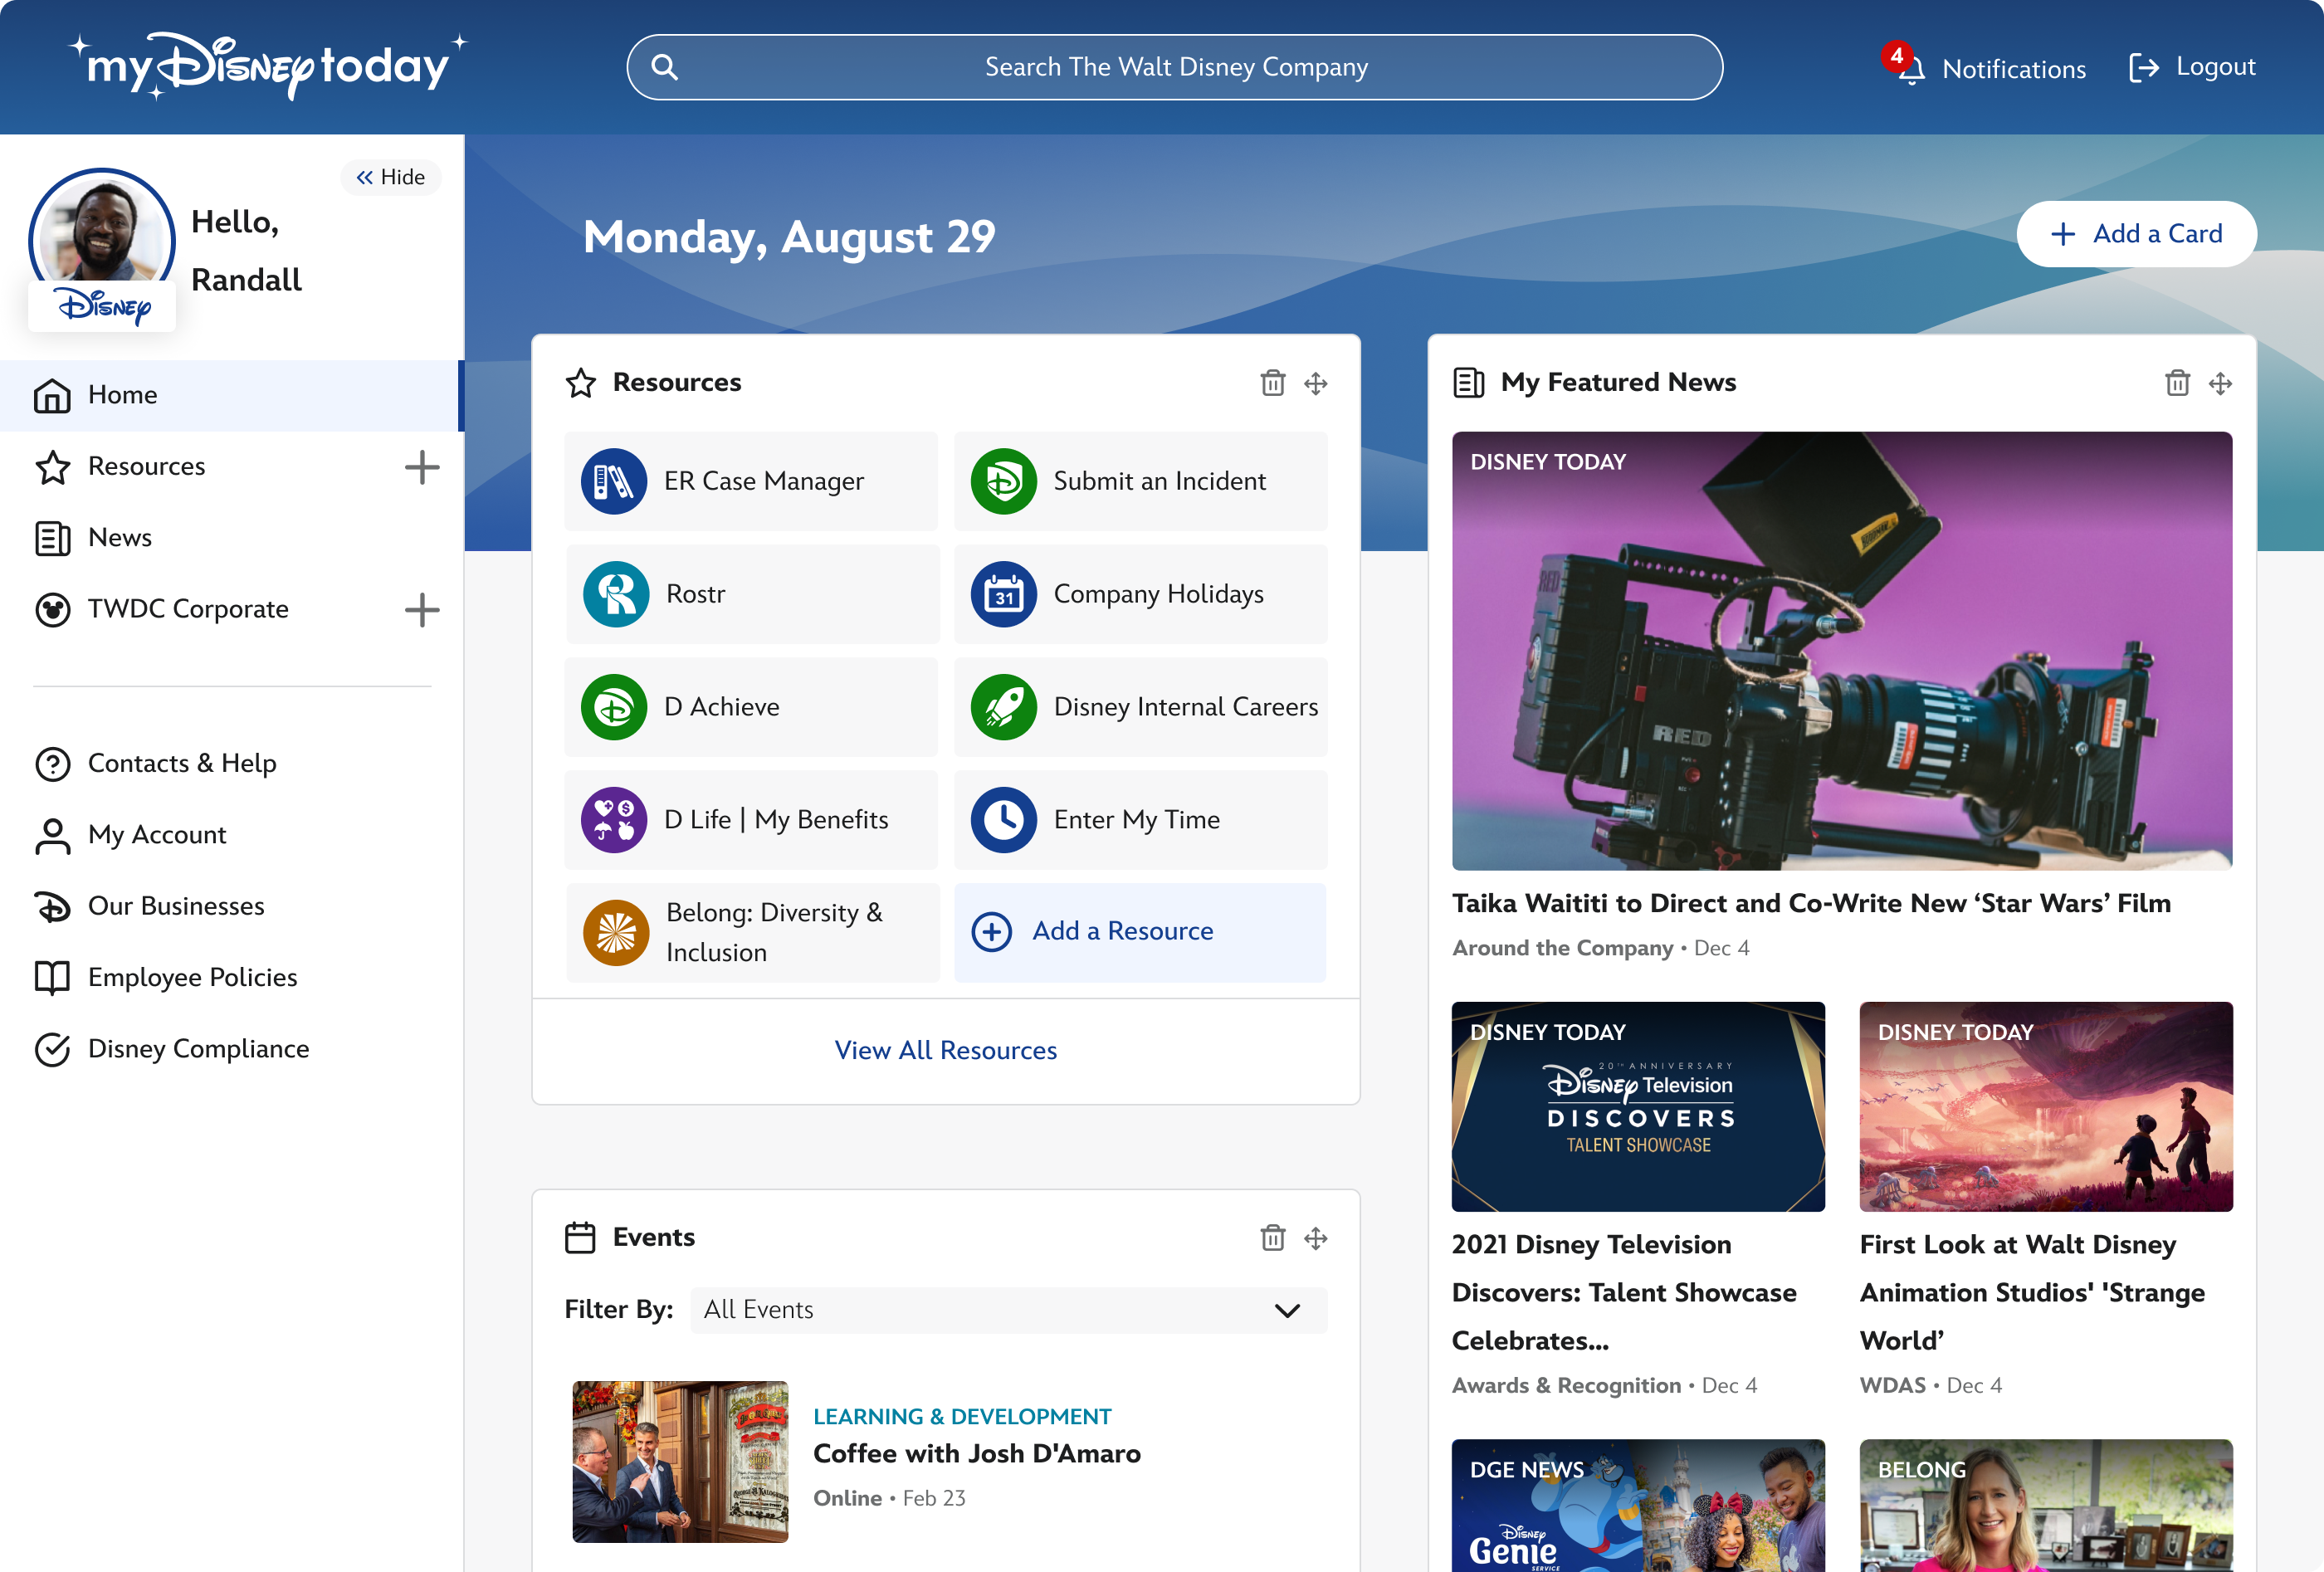 my Disney today
Search The Walt Disney Company
4
Notifications
Logout
Hide
Hello,
Randall
Disney
Home
Resources
News
TWDC Corporate
Contacts & Help
My Account
Our Businesses
Employee Policies
Disney Compliance
Monday, August 29
Add a Card
Resources
ER Case Manager
Submit an Incident
Rostr
31
Company Holidays
D Achieve
Disney Internal Careers
D Life | My Benefits
Enter My Time
Belong: Diversity &
Inclusion
Add a Resource
View All Resources
Events
Filter By:
All Events
LEARNING & DEVELOPMENT
Coffee with Josh D'Amaro
Online • Feb 23
My Featured News
DISNEY TODAY
RED
RED
Taika Waititi to Direct and Co-Write New ‘Star Wars’ Film
Around the Company • Dec 4
DISNEY TODAY
20TH ANNIVERSARY
Disney Television
DISCOVERS
TALENT SHOWCASE
2021 Disney Television
Discovers: Talent Showcase
Celebrates...
Awards & Recognition • Dec 4
DISNEY TODAY
First Look at Walt Disney
Animation Studios' 'Strange
World’
WDAS • Dec 4
DGE NEWS
Disney
Genie
SERVICE
BELONG